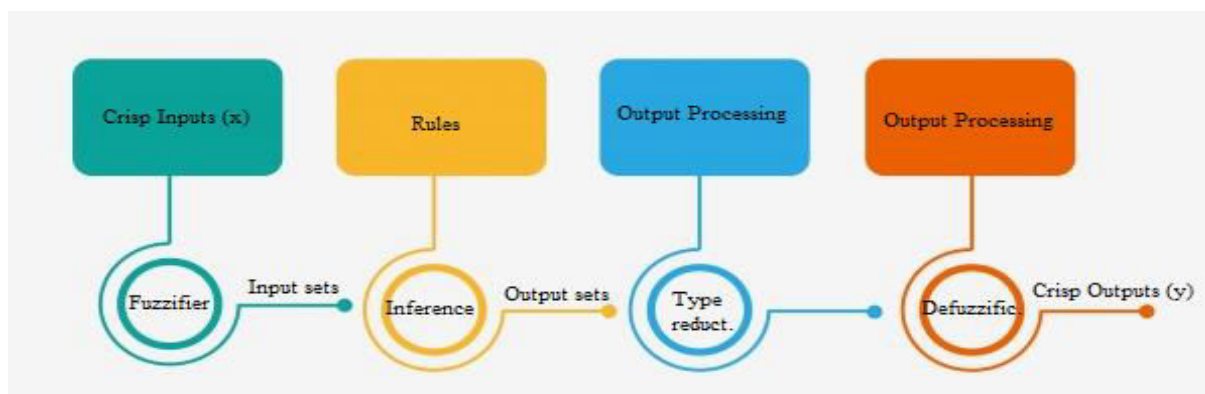 Crisp Inputs (x)
Rules
Output Processing
Output Processing
Fuzzifier
Input sets
Inference
Output sets
Type
reduct.
Defuzzific.
Crisp Outputs (y)